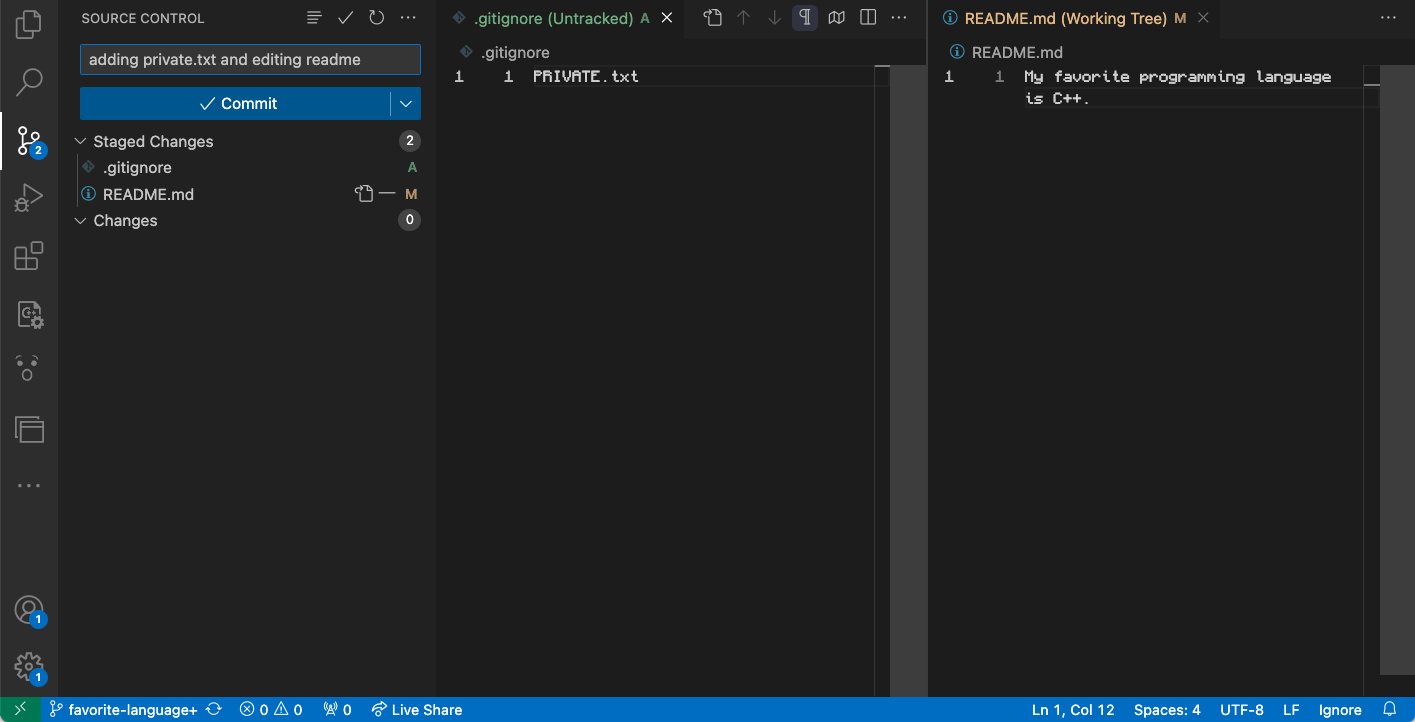 SOURCE CONTROL
adding private.txt and editing readme
Commit
Staged Changes 2
.gitignore A
README.md M
Changes 0
2
1
1
.gitignore (Untracked) A
.gitignore
1 1 PRIVATE.txt
README.md (Working Tree) M
README.md
1 1 My favorite programming language
is C++.
favorite-language+ 0 0 0 Live Share
Ln 1, Col 12 Spaces: 4 UTF-8 LF Ignore